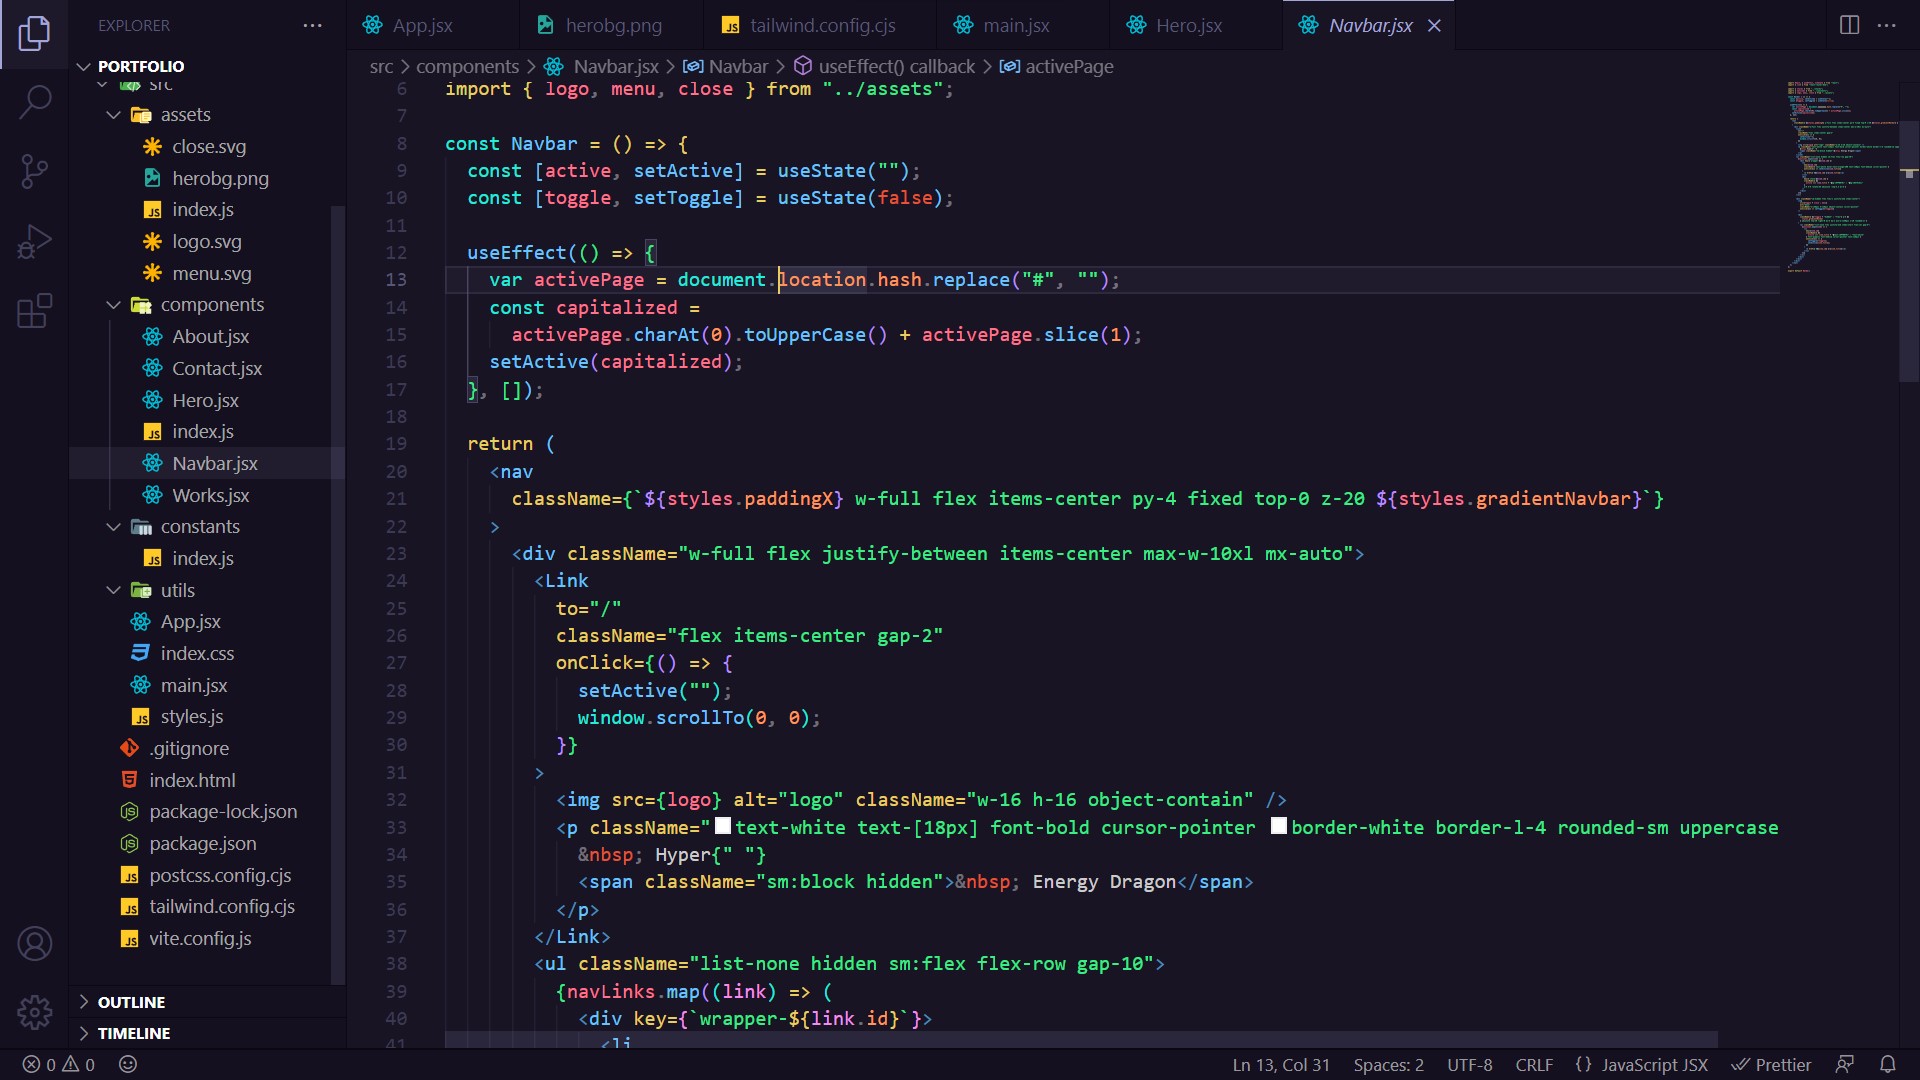 EXPLORER
App.jsx
herobg.png
tailwind.config.cjs
main.jsx
Hero.jsx
Navbar.jsx
PORTFOLIO
src
assets
close.svg
herobg.png
index.js
logo.svg
menu.svg
components
About.jsx
Contact.jsx
Hero.jsx
index.js
Navbar.jsx
Works.jsx
constants
index.js
utils
App.jsx
index.css
main.jsx
styles.js
.gitignore
index.html
package-lock.json
package.json
postcss.config.cjs
tailwind.config.cjs
vite.config.js
OUTLINE
TIMELINE
src > components > Navbar.jsx > Navbar > useEffect() callback > activePage
6 import { logo, menu, close } from "../assets";
7
8 const Navbar = () => {
9 const [active, setActive] = useState("");
10 const [toggle, setToggle] = useState(false);
11
12 useEffect(() => {
13 var activePage = document.location.hash.replace("#", "");
14 const capitalized =
15 activePage.charAt(0).toUpperCase() + activePage.slice(1);
16 setActive(capitalized);
17 }, []);
18
19 return (
20 <nav
21 className={`${styles.paddingX} w-full flex items-center py-4 fixed top-0 z-20 ${styles.gradientNavbar}`}
22 >
23 <div className="w-full flex justify-between items-center max-w-10xl mx-auto">
24 <Link
25 to="/"
26 className="flex items-center gap-2"
27 onClick={() => {
28 setActive("");
29 window.scrollTo(0, 0);
30 }}
31 >
32 <img src={logo} alt="logo" className="w-16 h-16 object-contain" />
33 <p className="text-white text-[18px] font-bold cursor-pointer border-white border-l-4 rounded-sm uppercase
34 &nbsp; Hyper{" "}
35 <span className="sm:block hidden">&nbsp; Energy Dragon</span>
36 </p>
37 </Link>
38 <ul className="list-none hidden sm:flex flex-row gap-10">
39 {navLinks.map((link) => (
40 <div key={`wrapper-${link.id}`}>
41 <li
0 0
Ln 13, Col 31
Spaces: 2
UTF-8
CRLF
{} JavaScript JSX
Prettier